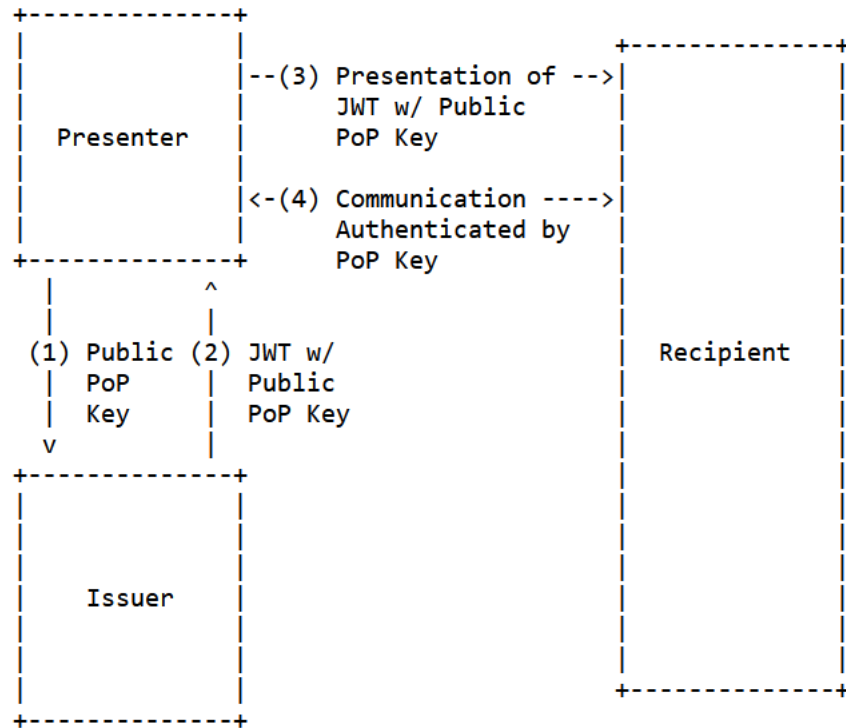 Presenter
--(3) Presentation of -->
JWT w/ Public
PoP Key
<-(4) Communication ---->
Authenticated by
PoP Key
(1) Public (2) JWT w/
PoP Public
Key PoP Key
Recipient
Issuer